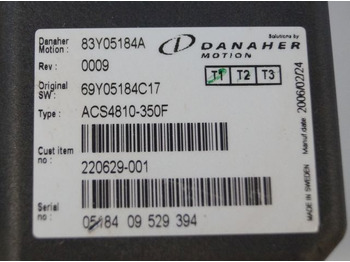 Danaher Motion : 83Y05184A
Solutions by
DANAHER
MOTION
Rev : 0009
T1 T2 T3
Original SW: 69Y05184C17
Type : ACS4810-350F
Cust item no :
220629-001
Serial no
05184 09 529 394
Manuf date: 2006/02/24
MADE IN SWEDEN